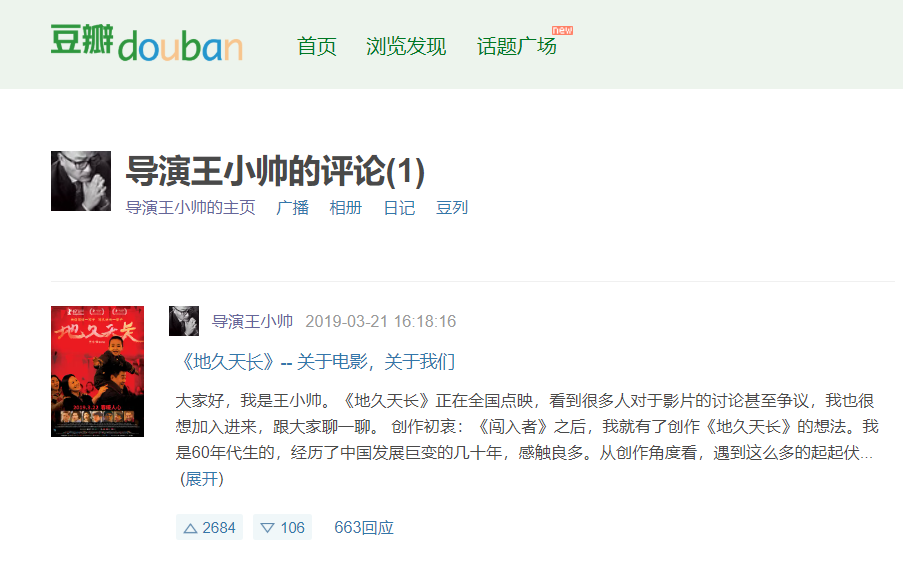 豆瓣douban
首页 浏览发现 话题广场 new
导演王小帅的评论(1)
导演王小帅的主页 广播 相册 日记 豆列
地久天长
导演王小帅 2019-03-21 16:18:16
《地久天长》-- 关于电影，关于我们
大家好，我是王小帅。《地久天长》正在全国点映，看到很多人对于影片的讨论甚至争议，我也很
想加入进来，跟大家聊一聊。 创作初衷：《闯入者》之后，我就有了创作《地久天长》的想法。我
是60年代生的，经历了中国发展巨变的几十年，感触良多。从创作角度看，遇到这么多的起起伏...
(展开)
2684 106 663回应